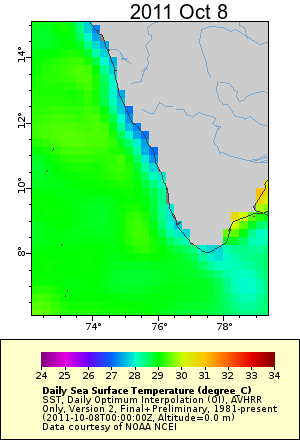 2011 Oct 8
14°
12°
10°
8°
74° 76° 78°
24 25 26 27 28 29 30 31 32 33 34
Daily Sea Surface Temperature (degree_C)
SST, Daily Optimum Interpolation (OI), AVHRR
Only, Version 2, Final+Preliminary, 1981-present
(2011-10-08T00:00:00Z, Altitude=0.0 m)
Data courtesy of NOAA NCEI